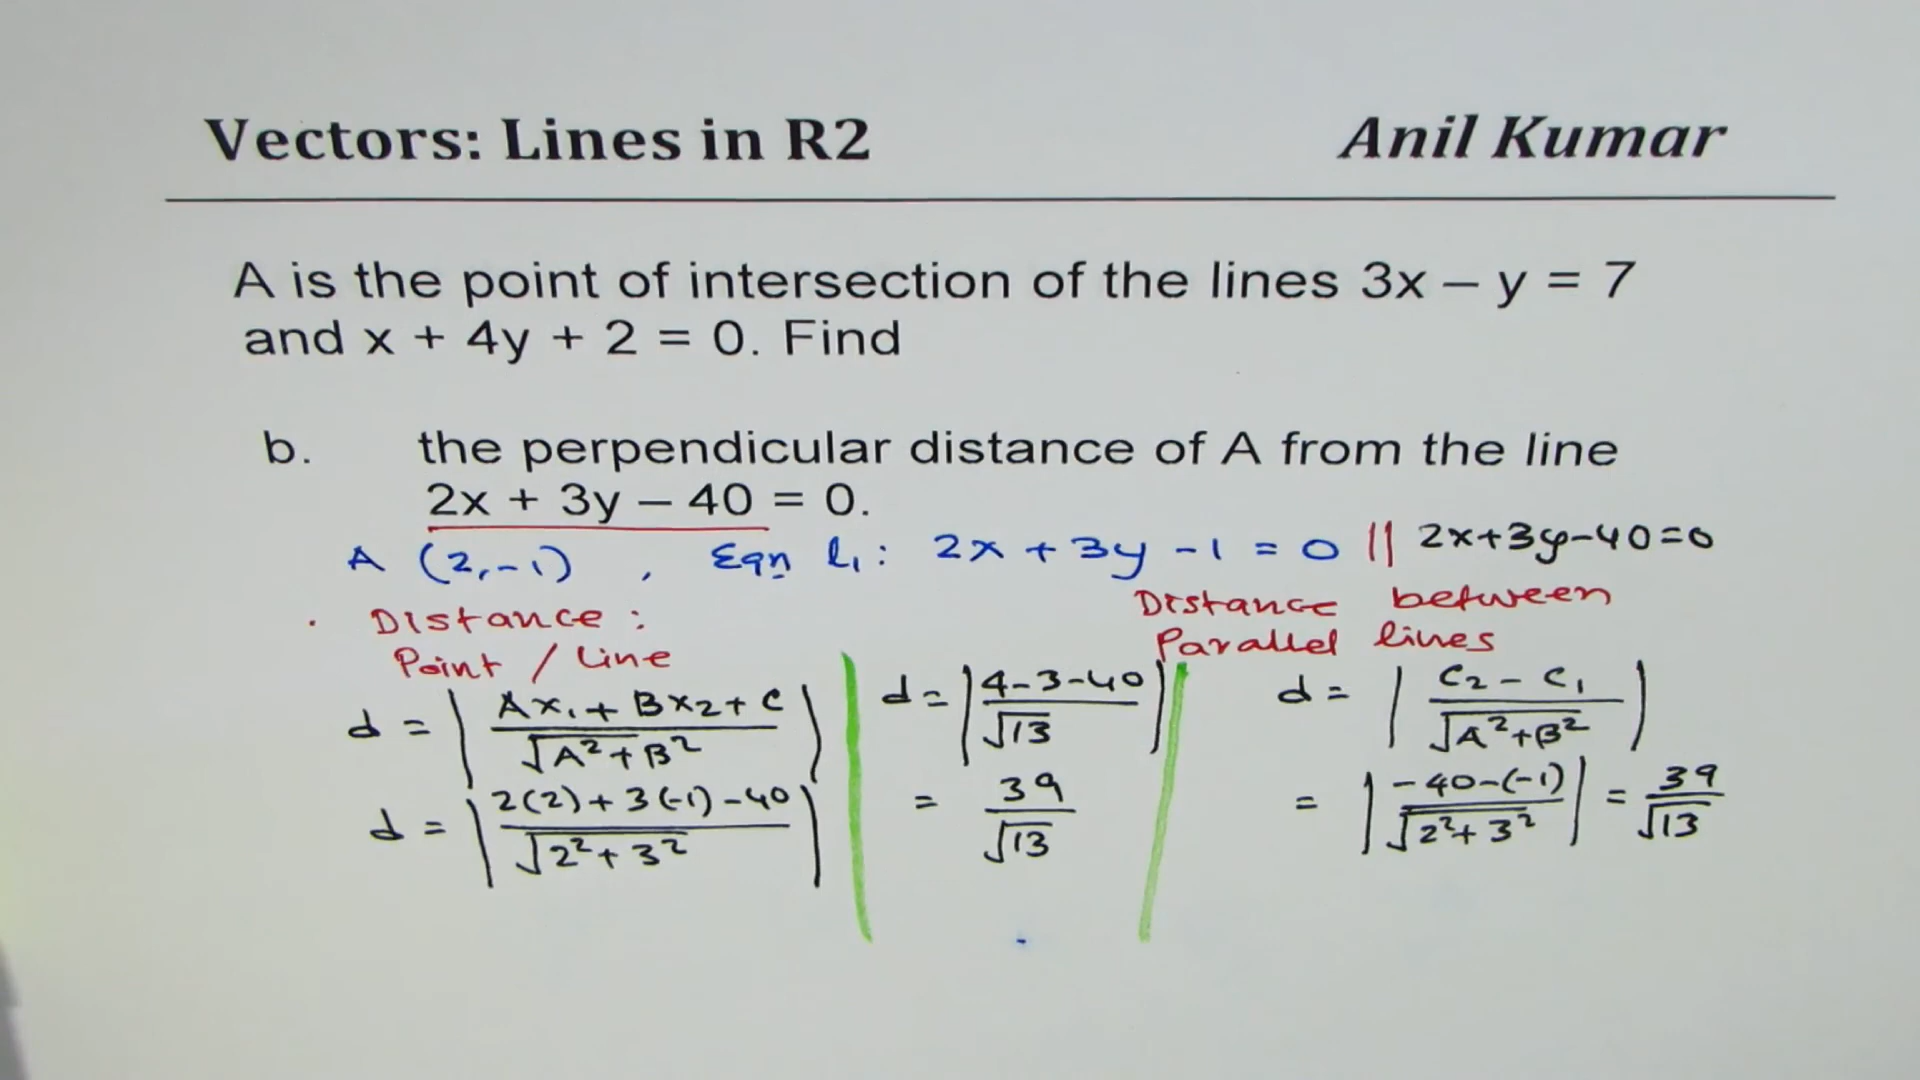 Vectors: Lines in R2
Anil Kumar
A is the point of intersection of the lines 3x – y = 7
and x + 4y + 2 = 0. Find
b. the perpendicular distance of A from the line
2x + 3y – 40 = 0.
A (2,-1) , Eqn l₁: 2x + 3y -1 = 0 || 2x+3y-40=0
Distance:
Point / Line
d = | Ax₁ + Bx₂ + C / √A²+B² |
d = | 2(2)+3(-1)-40 / √2²+3² |
d = | 4-3-40 / √13 |
= 39 / √13
Distance between
Parallel lines
d = | C₂ - C₁ / √A²+B² |
= | -40-(-1) / √2²+3² | = 39 / √13